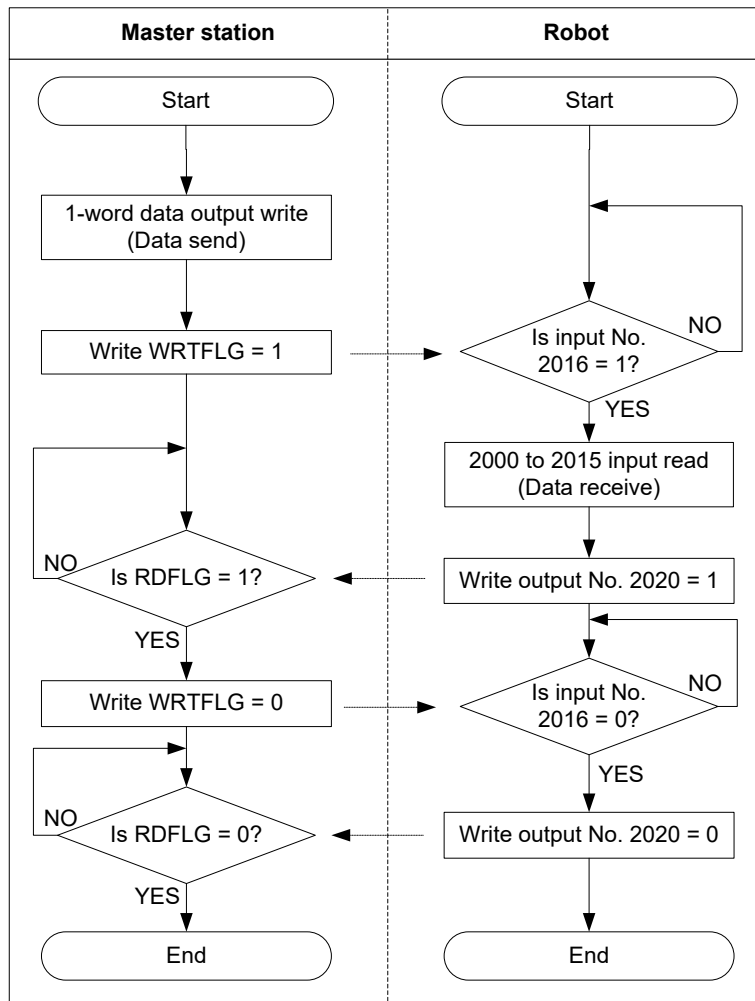 Master station
Robot
Start
1-word data output write
(Data send)
Write WRTFLG = 1
NO
Is RDFLG = 1?
YES
Write WRTFLG = 0
NO
Is RDFLG = 0?
YES
End
Start
NO
Is input No.
2016 = 1?
YES
2000 to 2015 input read
(Data receive)
Write output No. 2020 = 1
NO
Is input No.
2016 = 0?
YES
Write output No. 2020 = 0
End